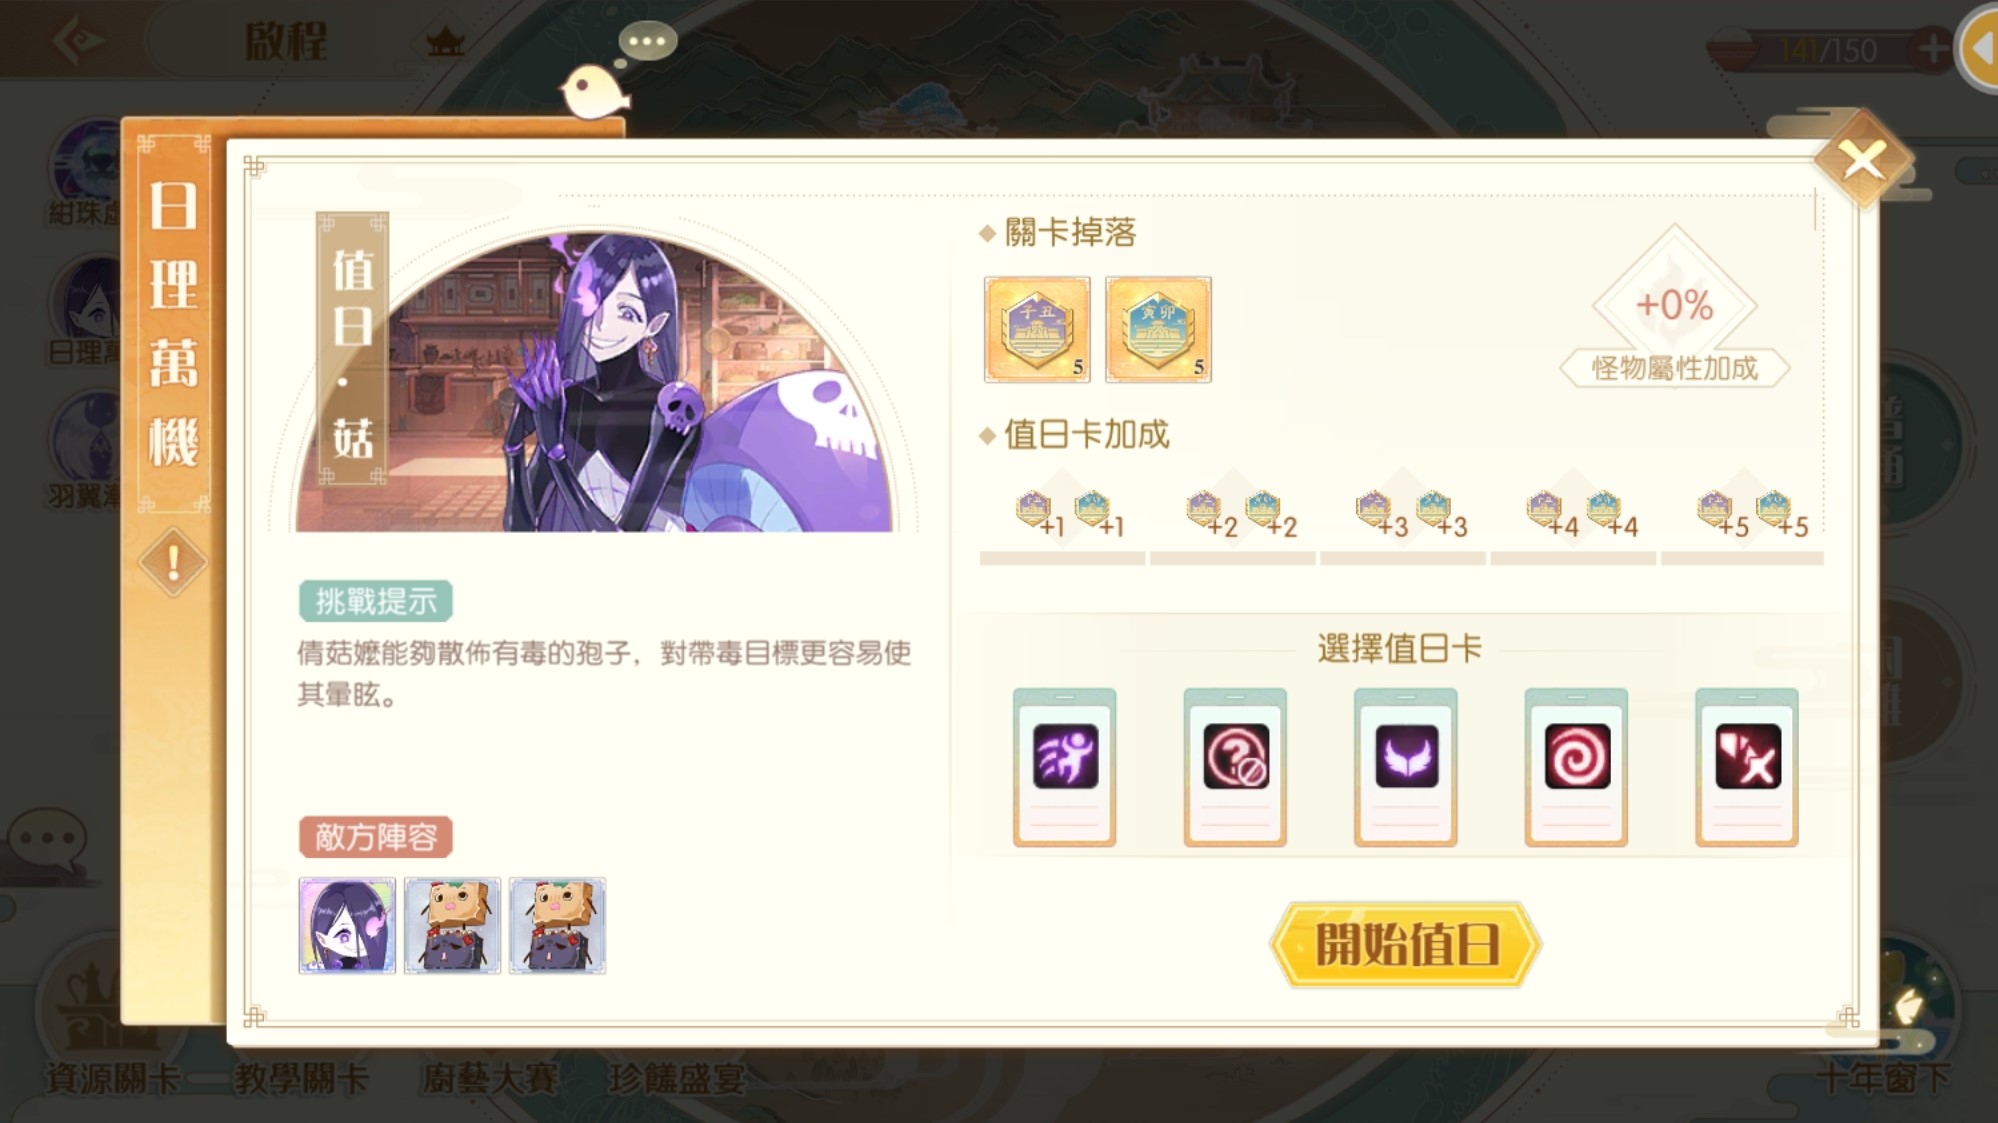 啟程
141/150
日理萬機
值日·菇
關卡掉落
子丑
5
寅卯
5
+0%
怪物屬性加成
值日卡加成
+1 +1 +2 +2 +3 +3 +4 +4 +5 +5
挑戰提示
倩菇嬤能夠散佈有毒的孢子，對帶毒目標更容易使
其暈眩。
選擇值日卡
敵方陣容
開始值日
紺珠
日理
羽翼
資源關卡
教學關卡
廚藝大賽
珍饈盛宴
十年窗下